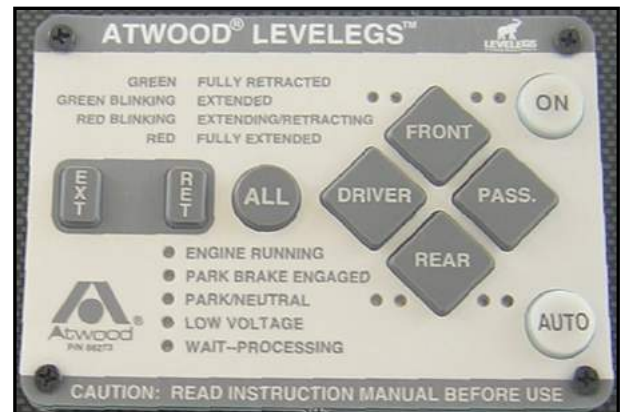 ATWOOD® LEVELEGS™
LEVELEGS
GREEN FULLY RETRACTED
GREEN BLINKING EXTENDED
RED BLINKING EXTENDING/RETRACTING
RED FULLY EXTENDED
ON
FRONT
EXT
RET
ALL
DRIVER
PASS.
REAR
ENGINE RUNNING
PARK BRAKE ENGAGED
PARK/NEUTRAL
LOW VOLTAGE
WAIT--PROCESSING
Atwood®
P/N 66273
AUTO
CAUTION: READ INSTRUCTION MANUAL BEFORE USE